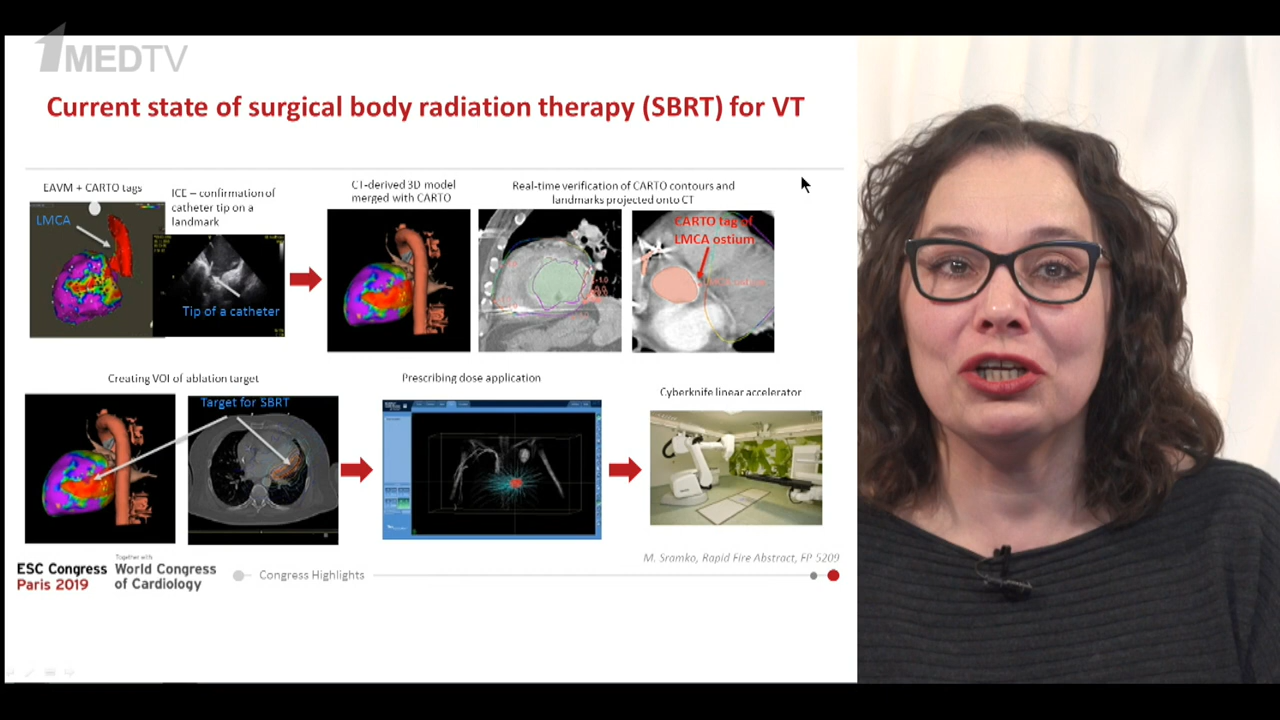 1MEDTV
Current state of surgical body radiation therapy (SBRT) for VT
EAVM + CARTO tags
LMCA
ICE – confirmation of
catheter tip on a
landmark
Tip of a catheter
CT-derived 3D model
merged with CARTO
Real-time verification of CARTO contours and
landmarks projected onto CT
CARTO tag of
LMCA ostium
Creating VOI of ablation target
Target for SBRT
Prescribing dose application
Cyberknife linear accelerator
M. Sramko, Rapid Fire Abstract, FP 5209
ESC Congress
Paris 2019
Together with
World Congress
of Cardiology
Congress Highlights